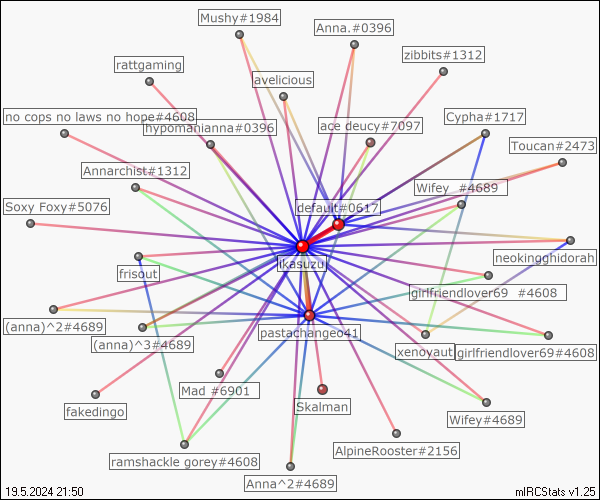 Mushy#1984
Anna.#0396
zibbits#1312
rattgaming
avelicious
no cops no laws no hope#4608
hypomanianna#0396
ace deucy#7097
Cypha#1717
Toucan#2473
Annarchist#1312
Wifey_#4689
Soxy Foxy#5076
default#0617
ikasuzu
neokingghidorah
frisout
girlfriendlover69_#4608
(anna)^2#4689
(anna)^3#4689
pastachangeo41
xenoyaut
girlfriendlover69#4608
Mad_#6901
fakedingo
Skalman
Wifey#4689
AlpineRooster#2156
ramshackle gorey#4608
Anna^2#4689
19.5.2024 21:50
mIRCStats v1.25